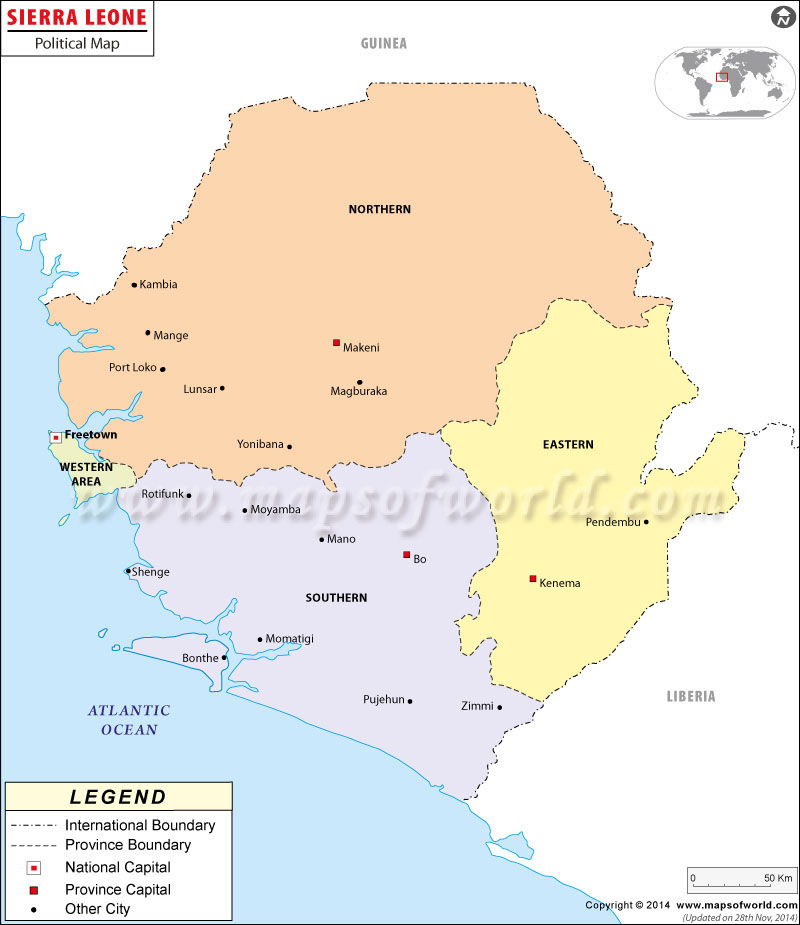 SIERRA LEONE
Political Map
GUINEA
N
NORTHERN
Kambia
Mange
Makeni
Port Loko
Lunsar
Magburaka
Freetown
Yonibana
EASTERN
WESTERN
AREA
Rotifunk
www.mapsofworld.com
Moyamba
Pendembu
Mano
Bo
Shenge
Kenema
SOUTHERN
Momatigi
Bonthe
LIBERIA
Pujehun
Zimmi
ATLANTIC
OCEAN
LEGEND
International Boundary
Province Boundary
National Capital
Province Capital
Other City
0 50 Km
Copyright © 2014 www.mapsofworld.com
(Updated on 28th Nov, 2014)